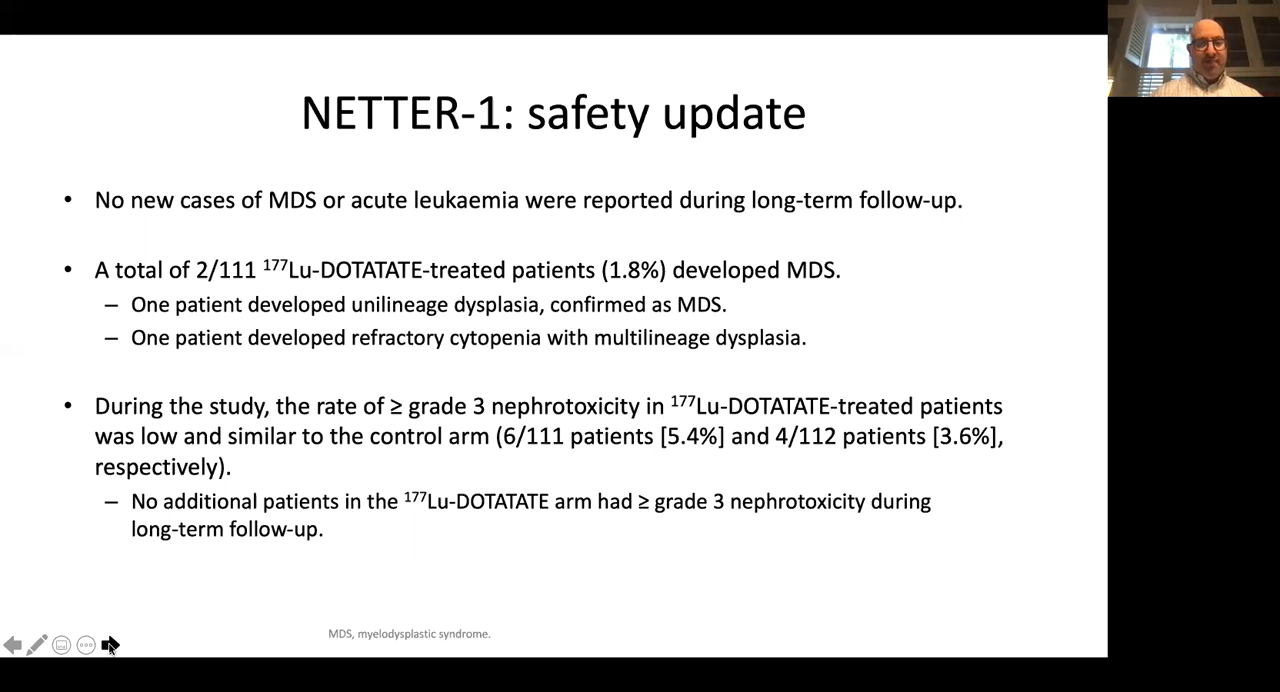 NETTER-1: safety update
• No new cases of MDS or acute leukaemia were reported during long-term follow-up.
• A total of 2/111 ¹⁷⁷Lu-DOTATATE-treated patients (1.8%) developed MDS.
– One patient developed unilineage dysplasia, confirmed as MDS.
– One patient developed refractory cytopenia with multilineage dysplasia.
• During the study, the rate of ≥ grade 3 nephrotoxicity in ¹⁷⁷Lu-DOTATATE-treated patients
was low and similar to the control arm (6/111 patients [5.4%] and 4/112 patients [3.6%],
respectively).
– No additional patients in the ¹⁷⁷Lu-DOTATATE arm had ≥ grade 3 nephrotoxicity during
long-term follow-up.
MDS, myelodysplastic syndrome.